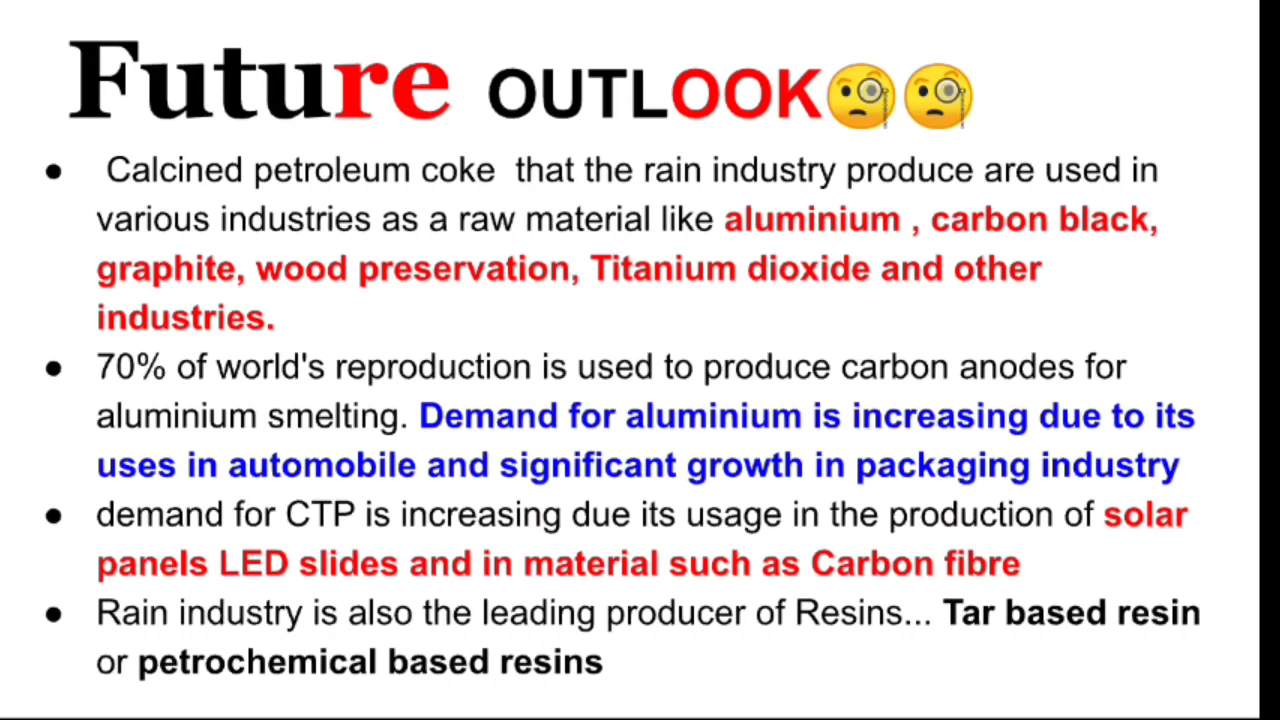 Future OUTLOOK🧐🧐
● Calcined petroleum coke that the rain industry produce are used in
various industries as a raw material like aluminium , carbon black,
graphite, wood preservation, Titanium dioxide and other
industries.
● 70% of world's reproduction is used to produce carbon anodes for
aluminium smelting. Demand for aluminium is increasing due to its
uses in automobile and significant growth in packaging industry
● demand for CTP is increasing due its usage in the production of solar
panels LED slides and in material such as Carbon fibre
● Rain industry is also the leading producer of Resins... Tar based resin
or petrochemical based resins